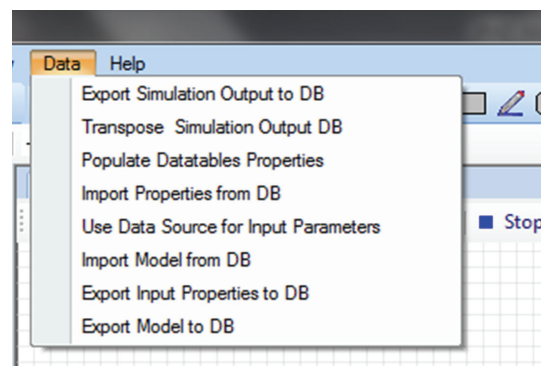 Data Help
Export Simulation Output to DB
Transpose  Simulation Output DB
Populate Datatables Properties
Import Properties from DB
Use Data Source for Input Parameters
Stop
Import Model from DB
Export Input Properties to DB
Export Model to DB